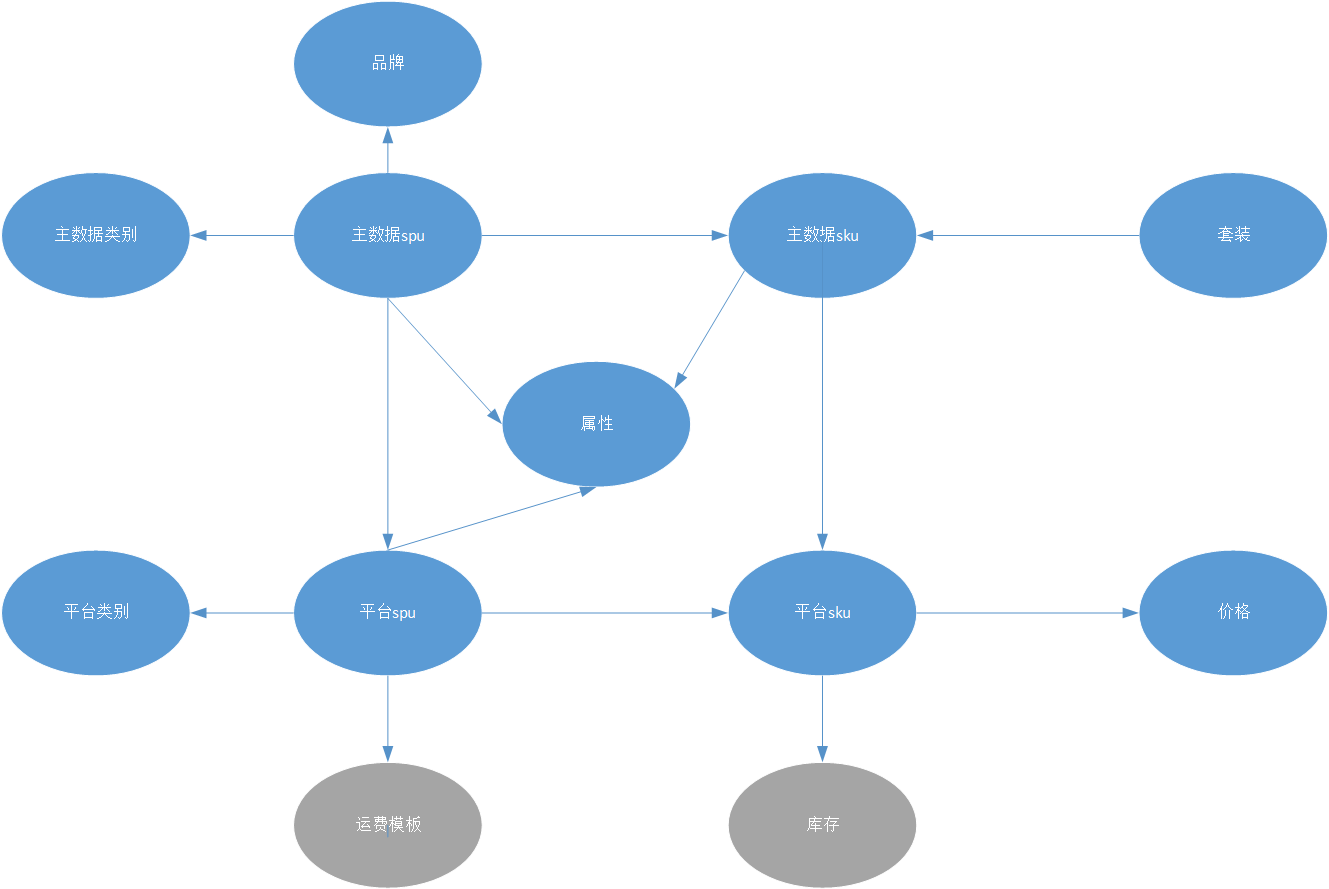 品牌
主数据类别
主数据spu
主数据sku
套装
属性
平台类别
平台spu
平台sku
价格
运费模板
库存